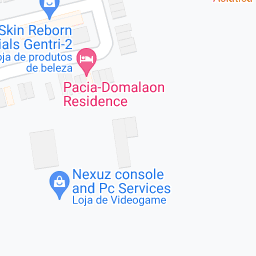 Skin Reborn
ials Gentri-2
oja de produtos
de beleza
Pacia-Domalaon
Residence
Nexuz console
and Pc Services
Loja de Videogame